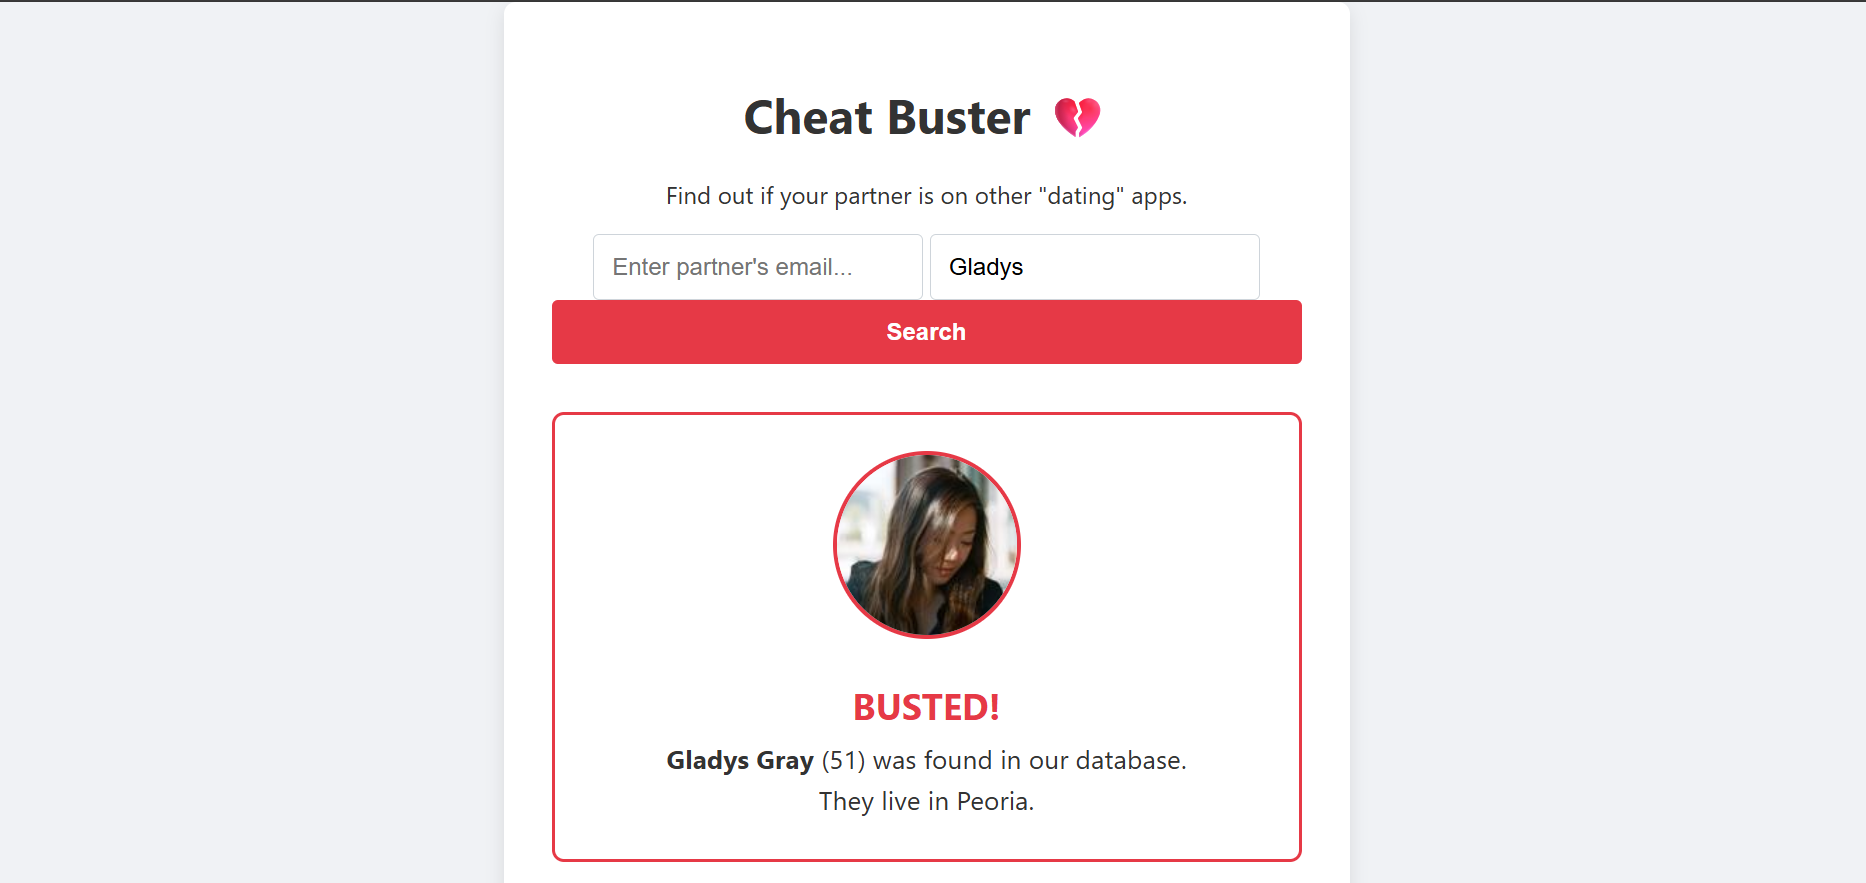 Cheat Buster 💔
Find out if your partner is on other "dating" apps.
Enter partner's email... Gladys
Search
BUSTED!
Gladys Gray (51) was found in our database.
They live in Peoria.